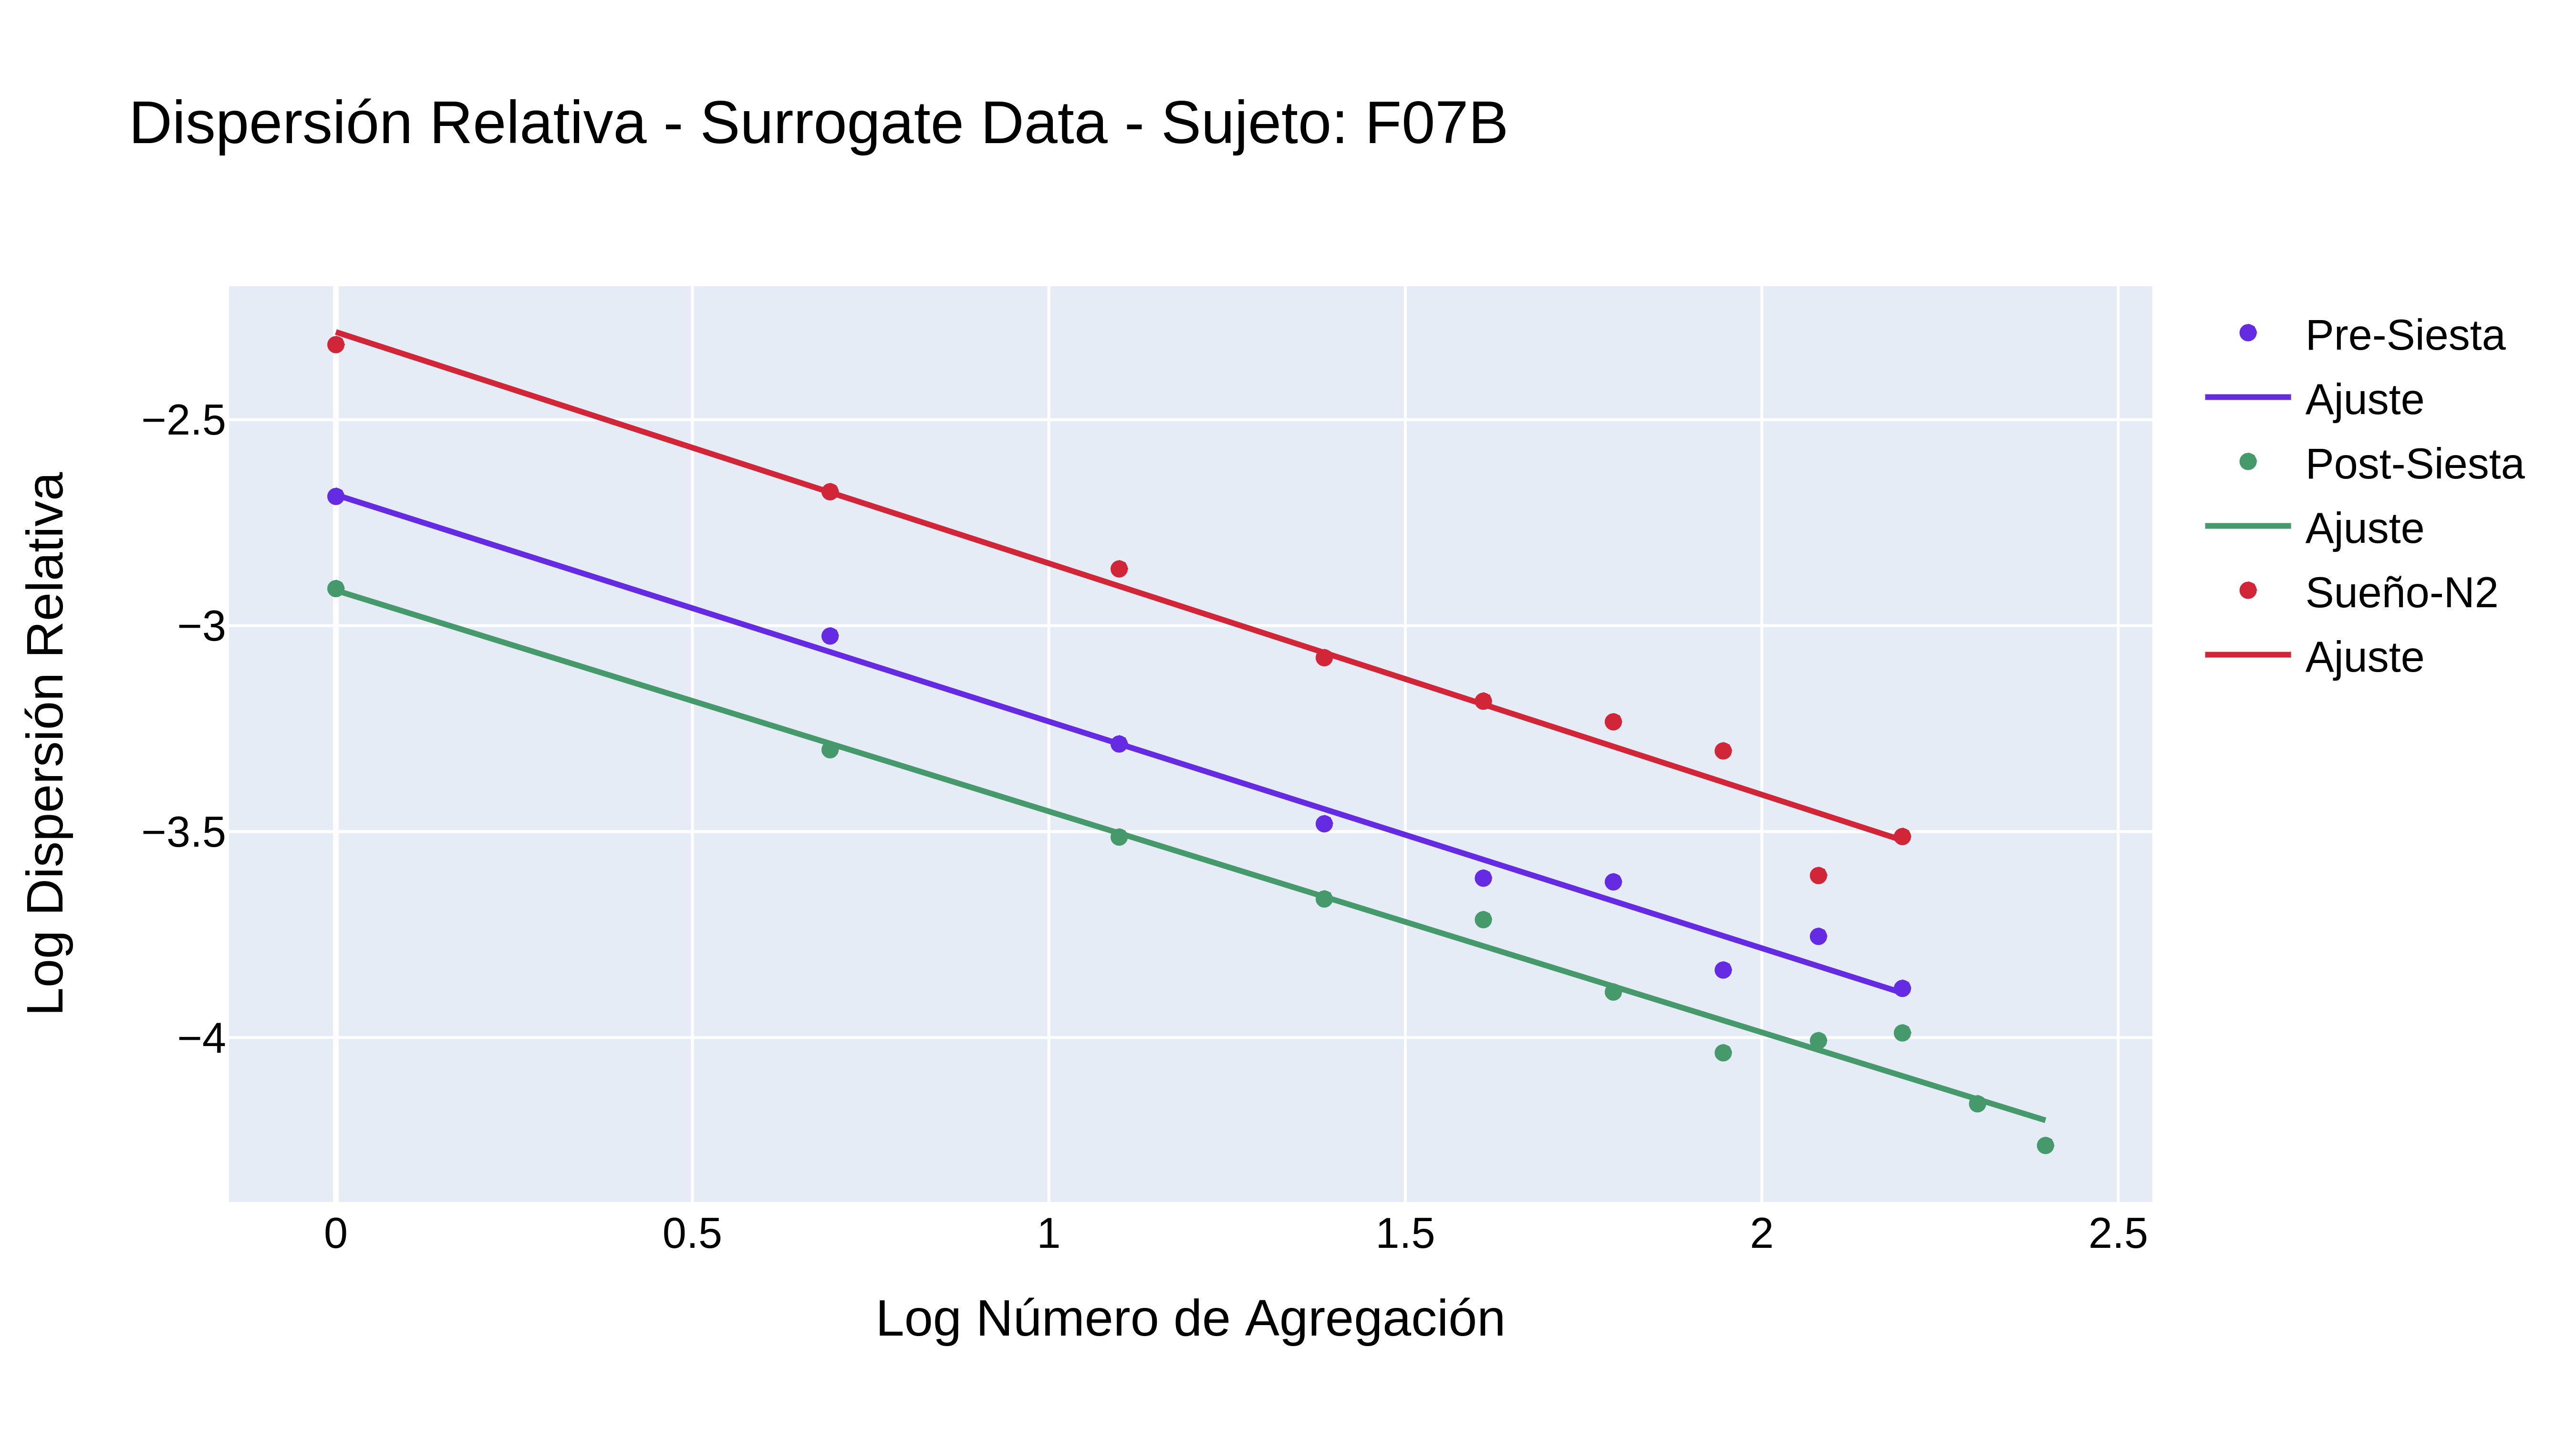 Dispersión Relativa - Surrogate Data - Sujeto: F07B
Pre-Siesta
Ajuste
Post-Siesta
Ajuste
Sueño-N2
Ajuste
Log Dispersión Relativa
−2.5
−3
−3.5
−4
0
0.5
1
1.5
2
2.5
Log Número de Agregación